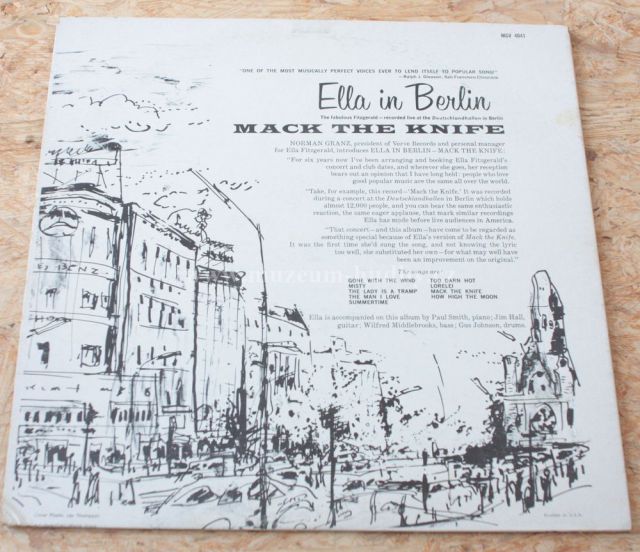 MGV 4041
"ONE OF THE MOST MUSICALLY PERFECT VOICES EVER TO LEND ITSELF TO POPULAR SONG!"
—Ralph J. Gleason: San Francisco Chronicle
Ella in Berlin
The fabulous Fitzgerald — recorded live at the Deutschlandhallen in Berlin
MACK THE KNIFE
NORMAN GRANZ, president of Verve Records and personal manager
for Ella Fitzgerald, introduces ELLA IN BERLIN — MACK THE KNIFE:
"For six years now I've been arranging and booking Ella Fitzgerald's
concert and club dates, and wherever she goes, her reception
bears out an opinion that I have long held: people who love
good popular music are the same all over the world.
"Take, for example, this record—'Mack the Knife.' It was recorded
during a concert at the Deutschlandhallen in Berlin which holds
almost 12,000 people, and you can hear the same enthusiastic
reaction, the same eager applause, that mark similar recordings
Ella has made before live audiences in America.
"That concert—and this album—have come to be regarded as
something special because of Ella's version of Mack the Knife.
It was the first time she'd sung the song, and not knowing the lyric
too well, she substituted her own—for what may well have
been an improvement on the original."
The songs are:
GONE WITH THE WIND
MISTY
THE LADY IS A TRAMP
THE MAN I LOVE
SUMMERTIME
TOO DARN HOT
LORELEI
MACK THE KNIFE
HOW HIGH THE MOON
Ella is accompanied on this album by Paul Smith, piano; Jim Hall,
guitar; Wilfred Middlebrooks, bass; Gus Johnson, drums.
Printed in U.S.A.